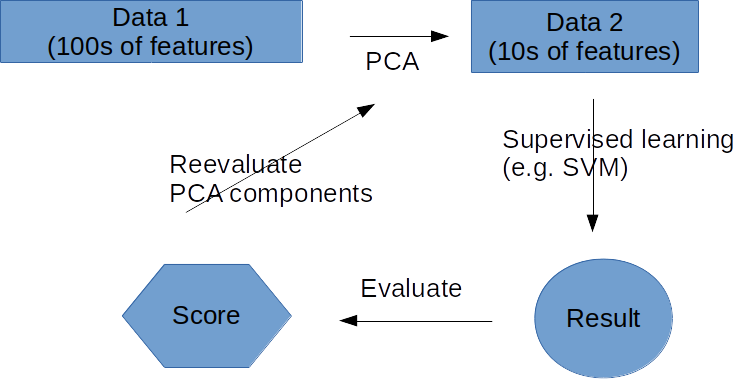 Data 1
(100s of features)
PCA
Data 2
(10s of features)
Supervised learning
(e.g. SVM)
Reevaluate
PCA components
Evaluate
Score
Result